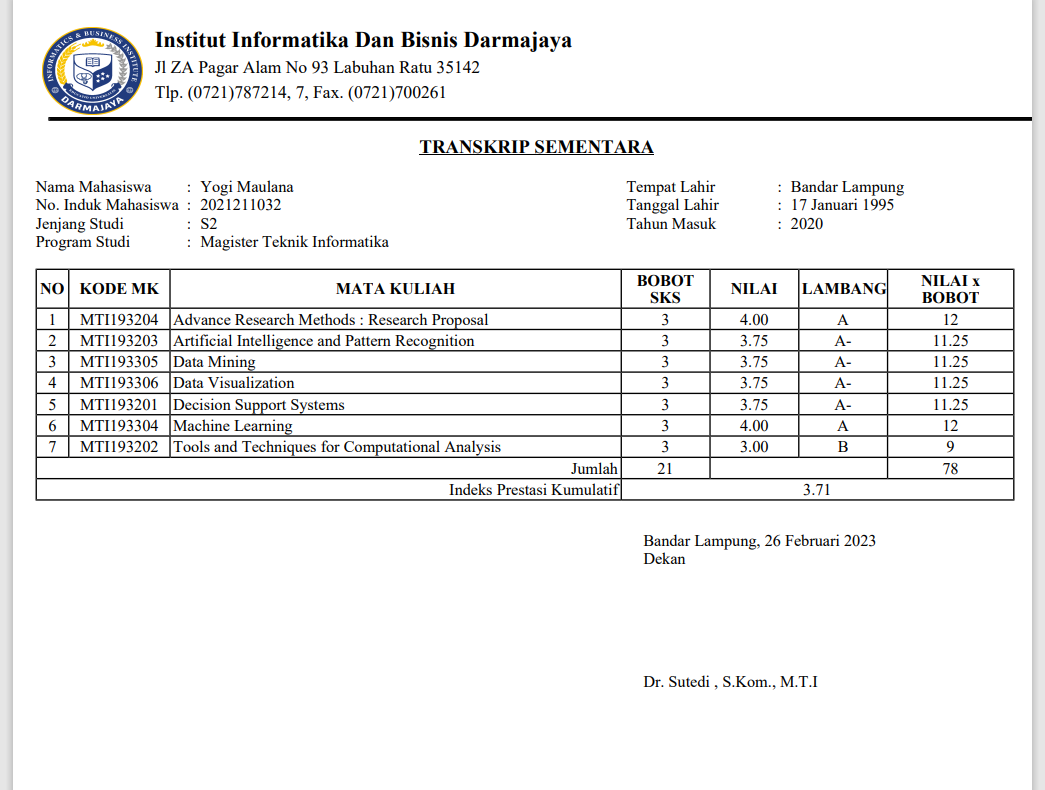 INFORMATICS & BUSINESS INSTITUTE
DARMAJAYA
Institut Informatika Dan Bisnis Darmajaya
Jl ZA Pagar Alam No 93 Labuhan Ratu 35142
Tlp. (0721)787214, 7, Fax. (0721)700261
TRANSKRIP SEMENTARA
Nama Mahasiswa : Yogi Maulana
No. Induk Mahasiswa : 2021211032
Jenjang Studi : S2
Program Studi : Magister Teknik Informatika
Tempat Lahir : Bandar Lampung
Tanggal Lahir : 17 Januari 1995
Tahun Masuk : 2020
NO KODE MK MATA KULIAH BOBOT SKS NILAI LAMBANG NILAI x BOBOT
1 MTI193204 Advance Research Methods : Research Proposal 3 4.00 A 12
2 MTI193203 Artificial Intelligence and Pattern Recognition 3 3.75 A- 11.25
3 MTI193305 Data Mining 3 3.75 A- 11.25
4 MTI193306 Data Visualization 3 3.75 A- 11.25
5 MTI193201 Decision Support Systems 3 3.75 A- 11.25
6 MTI193304 Machine Learning 3 4.00 A 12
7 MTI193202 Tools and Techniques for Computational Analysis 3 3.00 B 9
Jumlah 21 78
Indeks Prestasi Kumulatif 3.71
Bandar Lampung, 26 Februari 2023
Dekan
Dr. Sutedi , S.Kom., M.T.I